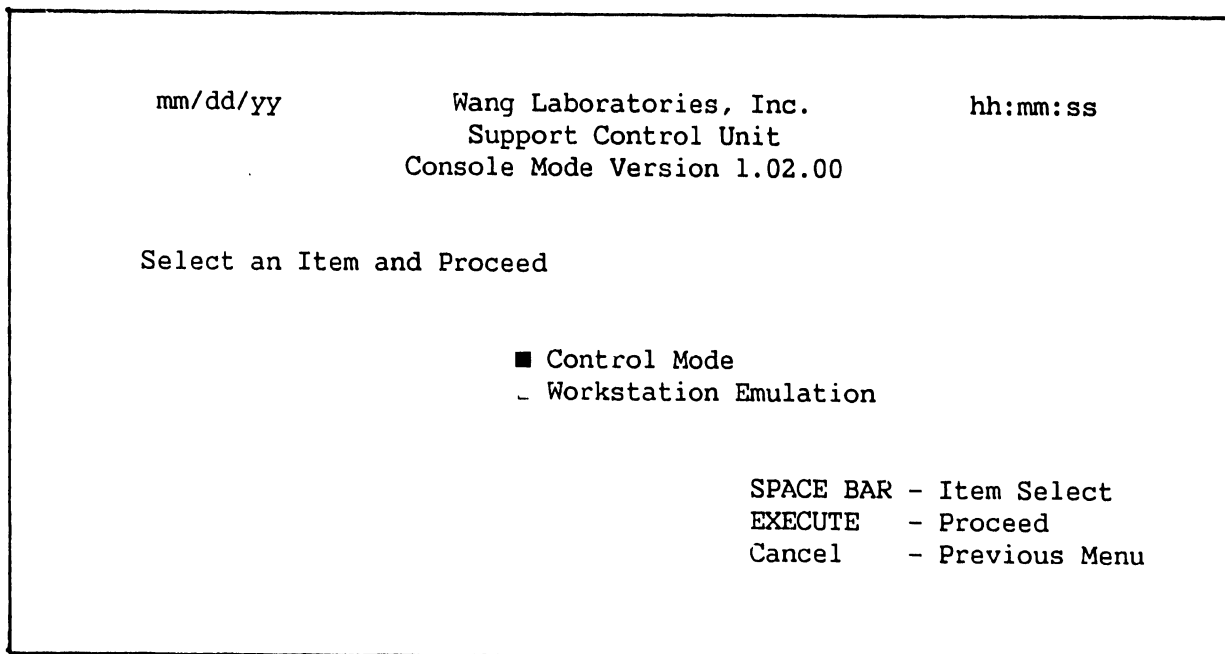 mm/dd/yy Wang Laboratories, Inc. hh:mm:ss
Support Control Unit
Console Mode Version 1.02.00
Select an Item and Proceed
■ Control Mode
Workstation Emulation
SPACE BAR - Item Select
EXECUTE - Proceed
Cancel - Previous Menu